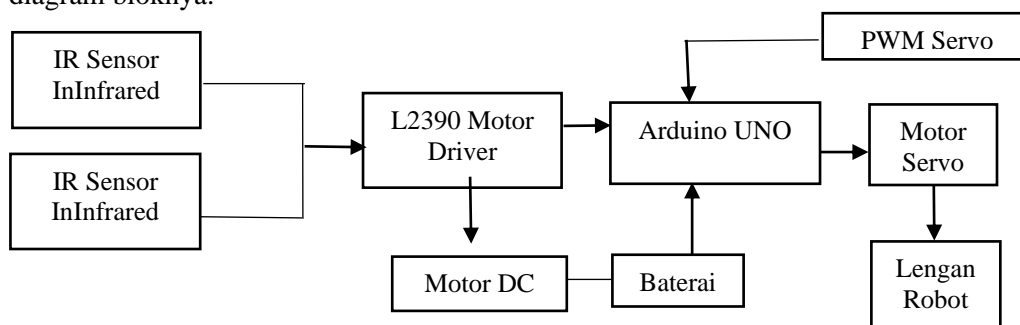 diagram bloknya.
IR Sensor
InInfrared
IR Sensor
InInfrared
L2390 Motor
Driver
Motor DC
Baterai
Arduino UNO
PWM Servo
Motor
Servo
Lengan
Robot